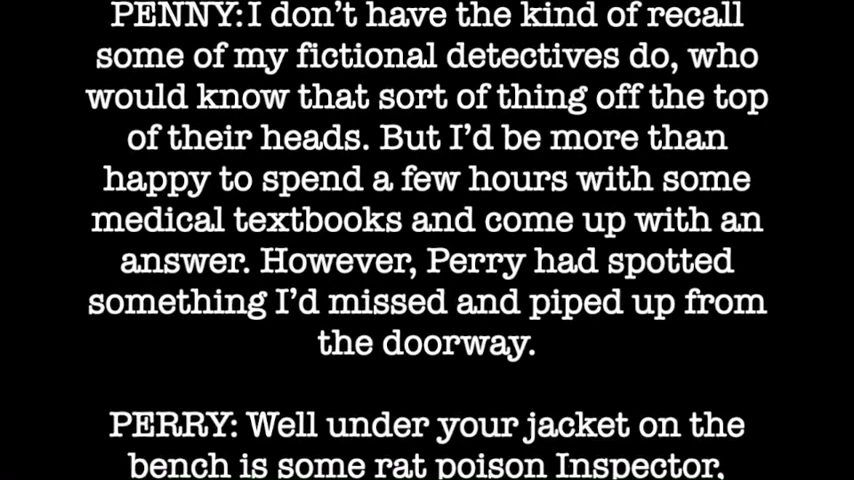 PENNY: I don't have the kind of recall
some of my fictional detectives do, who
would know that sort of thing off the top
of their heads. But I'd be more than
happy to spend a few hours with some
medical textbooks and come up with an
answer. However, Perry had spotted
something I'd missed and piped up from
the doorway.
PERRY: Well under your jacket on the
bench is some rat poison Inspector,